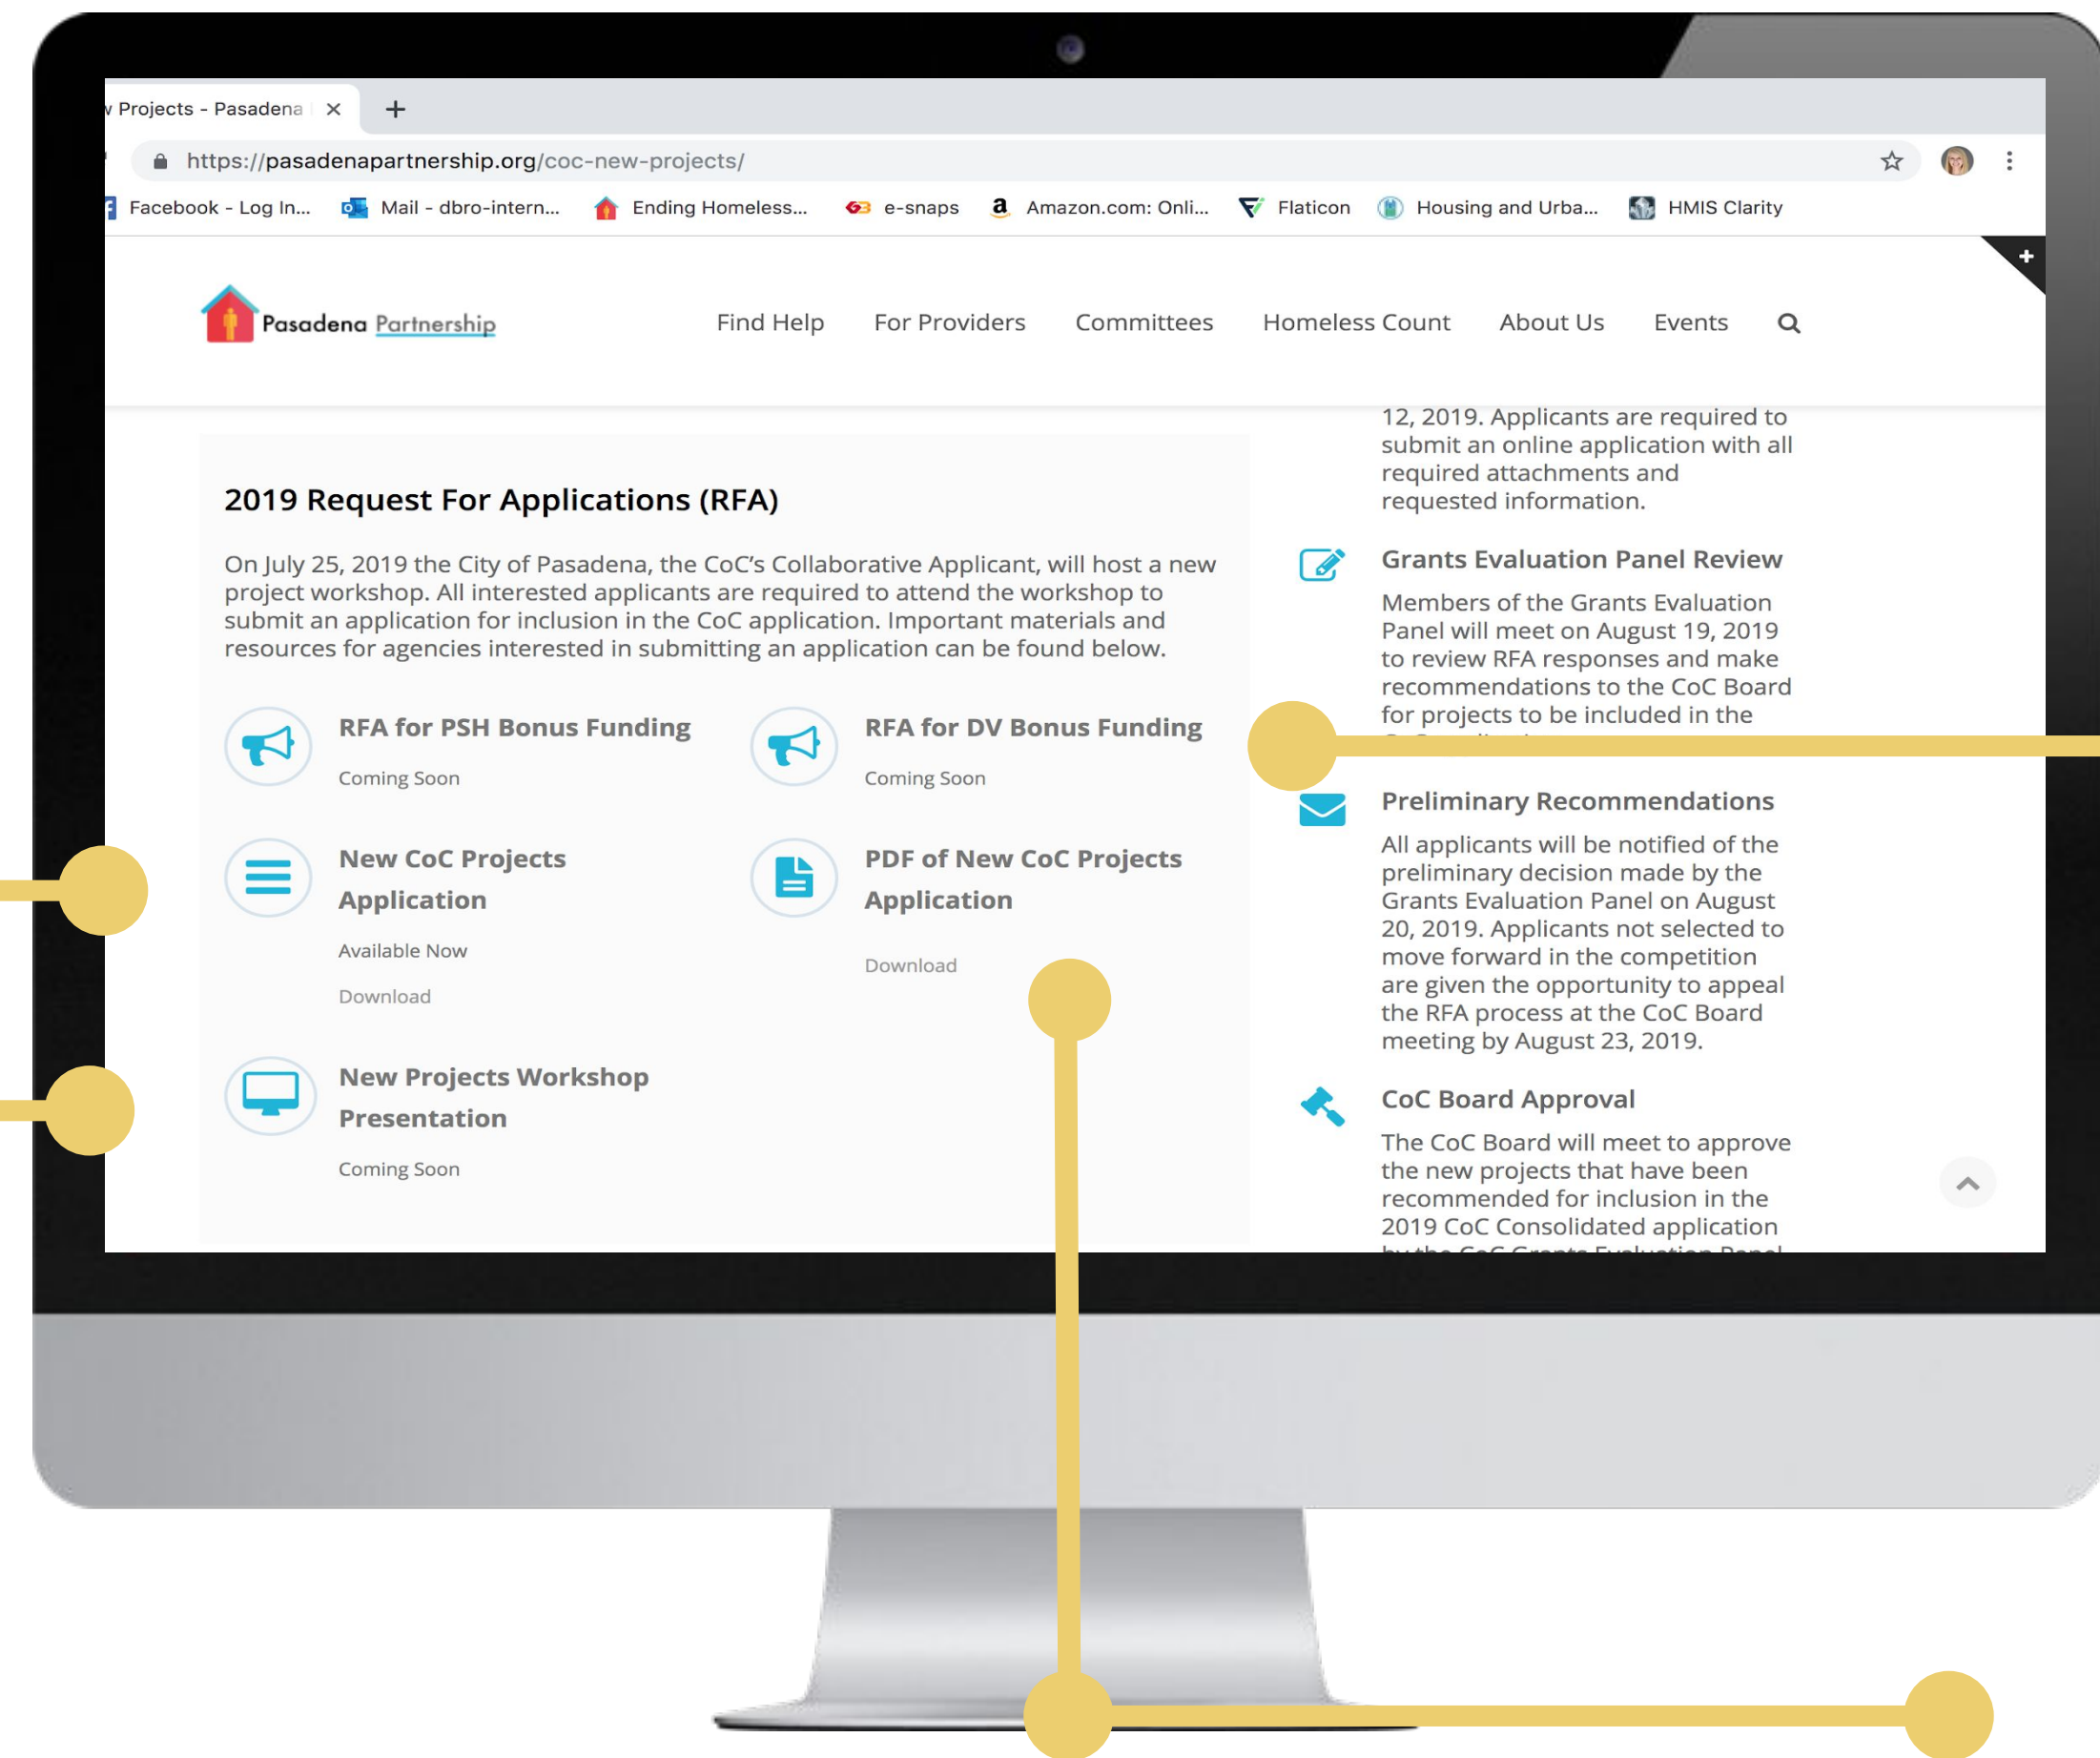 Projects - Pasadena
https://pasadenapartnership.org/coc-new-projects/
Facebook - Log In...
Mail - dbro-intern...
Ending Homeless...
e-snaps
Amazon.com: Onli...
Flaticon
Housing and Urba...
HMIS Clarity
Pasadena Partnership
Find Help
For Providers
Committees
Homeless Count
About Us
Events
2019 Request For Applications (RFA)
On July 25, 2019 the City of Pasadena, the CoC's Collaborative Applicant, will host a new
project workshop. All interested applicants are required to attend the workshop to
submit an application for inclusion in the CoC application. Important materials and
resources for agencies interested in submitting an application can be found below.
RFA for PSH Bonus Funding
Coming Soon
RFA for DV Bonus Funding
Coming Soon
New CoC Projects
Application
Available Now
Download
PDF of New CoC Projects
Application
Download
New Projects Workshop
Presentation
Coming Soon
12, 2019. Applicants are required to
submit an online application with all
required attachments and
requested information.
Grants Evaluation Panel Review
Members of the Grants Evaluation
Panel will meet on August 19, 2019
to review RFA responses and make
recommendations to the CoC Board
for projects to be included in the
Preliminary Recommendations
All applicants will be notified of the
preliminary decision made by the
Grants Evaluation Panel on August
20, 2019. Applicants not selected to
move forward in the competition
are given the opportunity to appeal
the RFA process at the CoC Board
meeting by August 23, 2019.
CoC Board Approval
The CoC Board will meet to approve
the new projects that have been
recommended for inclusion in the
2019 CoC Consolidated application
by the CoC Grants Evaluation Panel